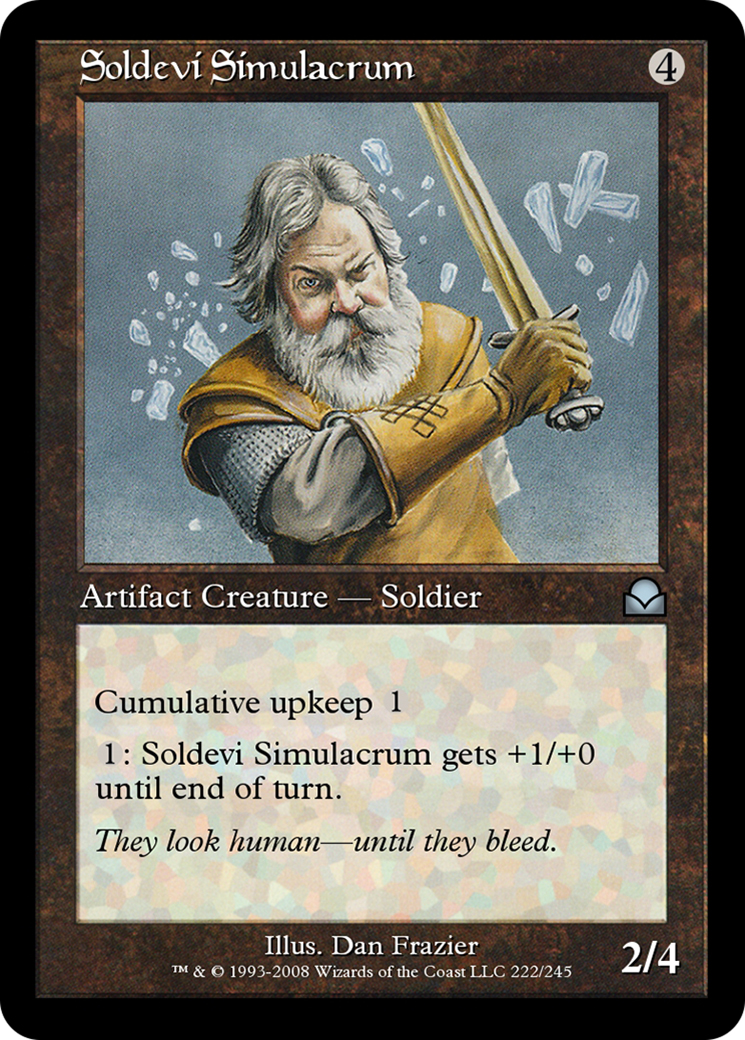 Soldevi Simulacrum
4
Artifact Creature — Soldier
Cumulative upkeep 1
1: Soldevi Simulacrum gets +1/+0
until end of turn.
They look human—until they bleed.
Illus. Dan Frazier
™ & © 1993-2008 Wizards of the Coast LLC 222/245
2/4